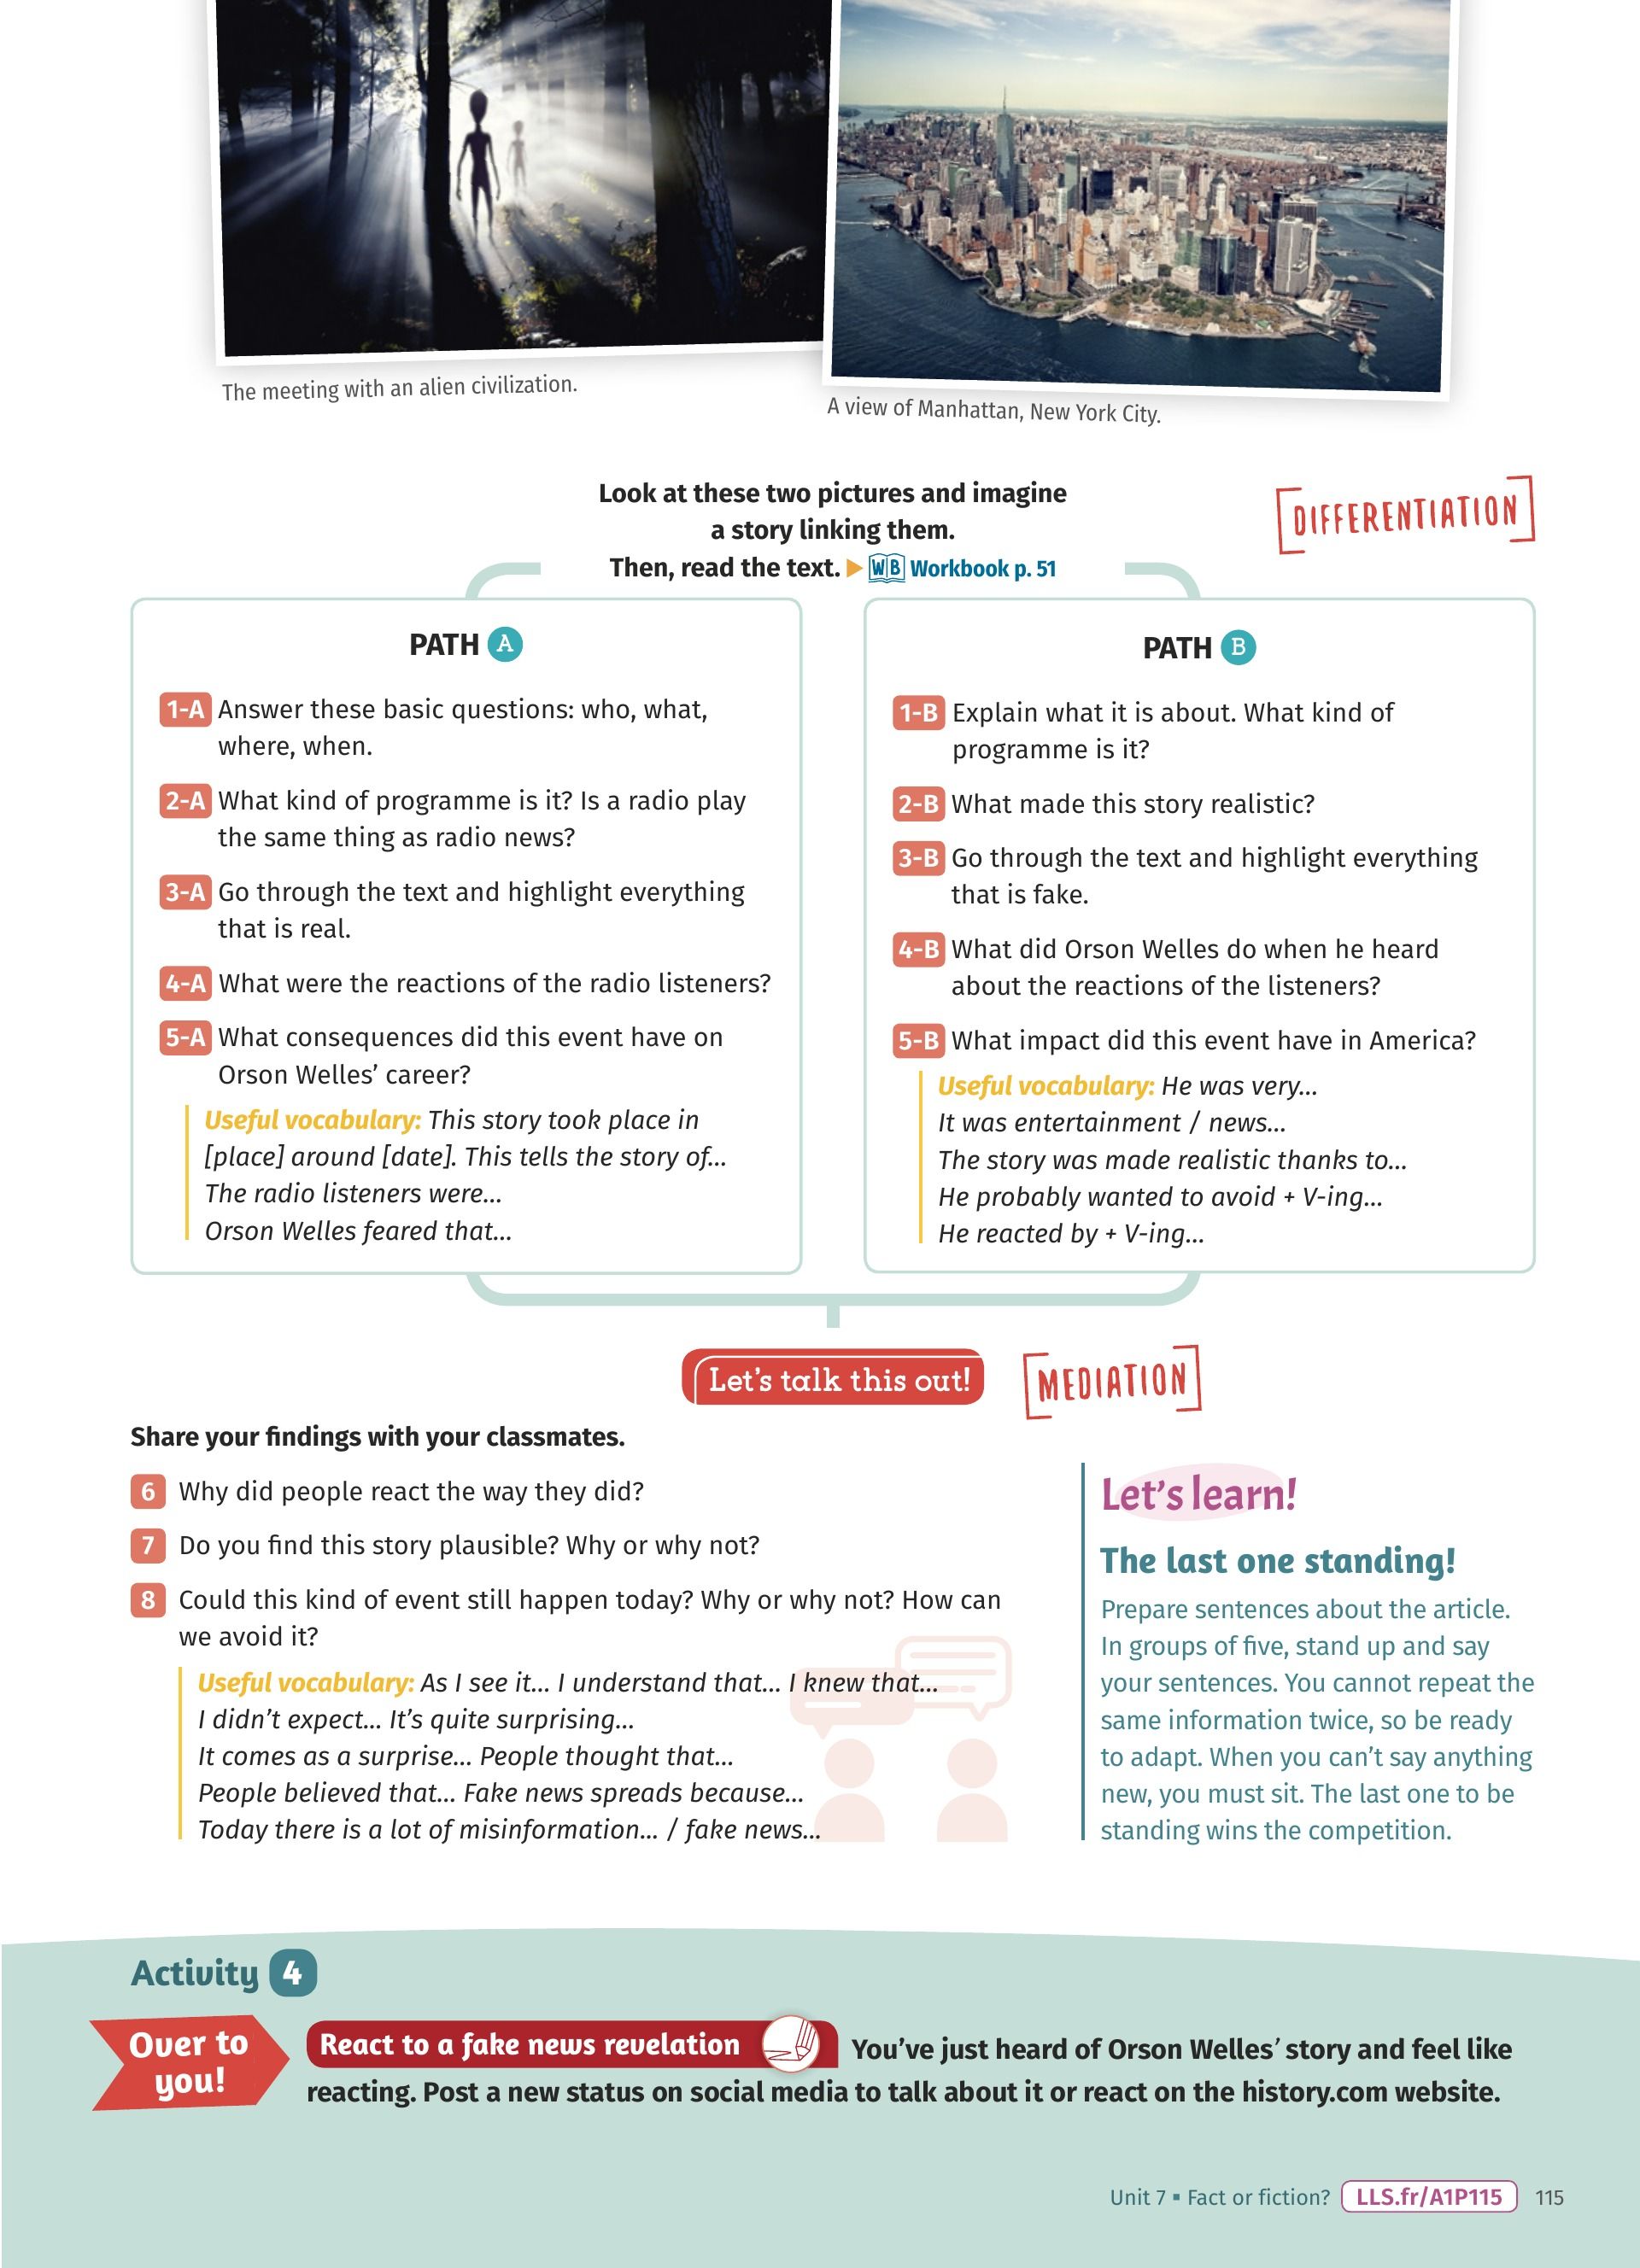 The meeting with an alien civilization.
A view of Manhattan, New York City.
Look at these two pictures and imagine
a story linking them.
Then, read the text. ▶ WB Workbook p. 51
DIFFERENTIATION
PATH A
1-A Answer these basic questions: who, what,
where, when.
2-A What kind of programme is it? Is a radio play
the same thing as radio news?
3-A Go through the text and highlight everything
that is real.
4-A What were the reactions of the radio listeners?
5-A What consequences did this event have on
Orson Welles’ career?
Useful vocabulary: This story took place in
[place] around [date]. This tells the story of...
The radio listeners were...
Orson Welles feared that...
PATH B
1-B Explain what it is about. What kind of
programme is it?
2-B What made this story realistic?
3-B Go through the text and highlight everything
that is fake.
4-B What did Orson Welles do when he heard
about the reactions of the listeners?
5-B What impact did this event have in America?
Useful vocabulary: He was very...
It was entertainment / news...
The story was made realistic thanks to...
He probably wanted to avoid + V-ing...
He reacted by + V-ing...
Let’s talk this out!
MEDIATION
Share your findings with your classmates.
6 Why did people react the way they did?
7 Do you find this story plausible? Why or why not?
8 Could this kind of event still happen today? Why or why not? How can
we avoid it?
Useful vocabulary: As I see it... I understand that... I knew that...
I didn’t expect... It’s quite surprising...
It comes as a surprise... People thought that...
People believed that... Fake news spreads because...
Today there is a lot of misinformation... / fake news...
Let’s learn!
The last one standing!
Prepare sentences about the article.
In groups of five, stand up and say
your sentences. You cannot repeat the
same information twice, so be ready
to adapt. When you can’t say anything
new, you must sit. The last one to be
standing wins the competition.
Activity 4
Over to
you!
React to a fake news revelation You’ve just heard of Orson Welles’ story and feel like
reacting. Post a new status on social media to talk about it or react on the history.com website.
Unit 7 ▪ Fact or fiction? LLS.fr/A1P115 115